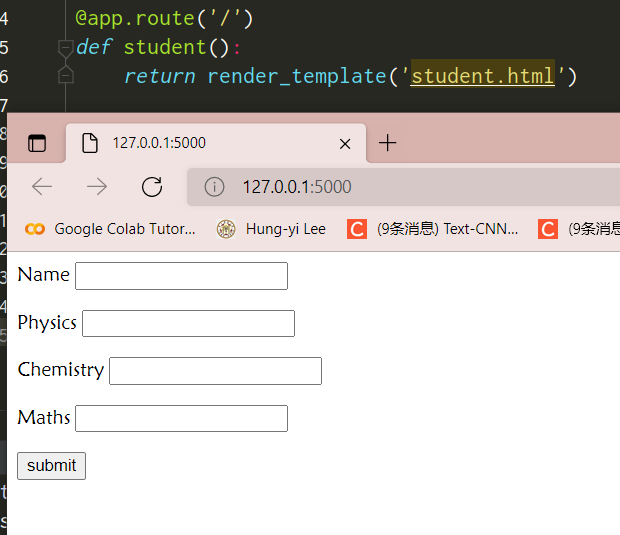 4 @app.route('/')
5 def student():
6 return render_template('student.html')
7
127.0.0.1:5000
127.0.0.1:5000
Google Colab Tutor... Hung-yi Lee C (9条消息) Text-CNN... C (9条消息
Name
Physics
Chemistry
Maths
submit